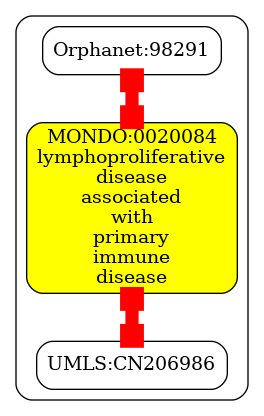 Orphanet:98291
MONDO:0020084
lymphoproliferative
disease
associated
with
primary
immune
disease
UMLS:CN206986